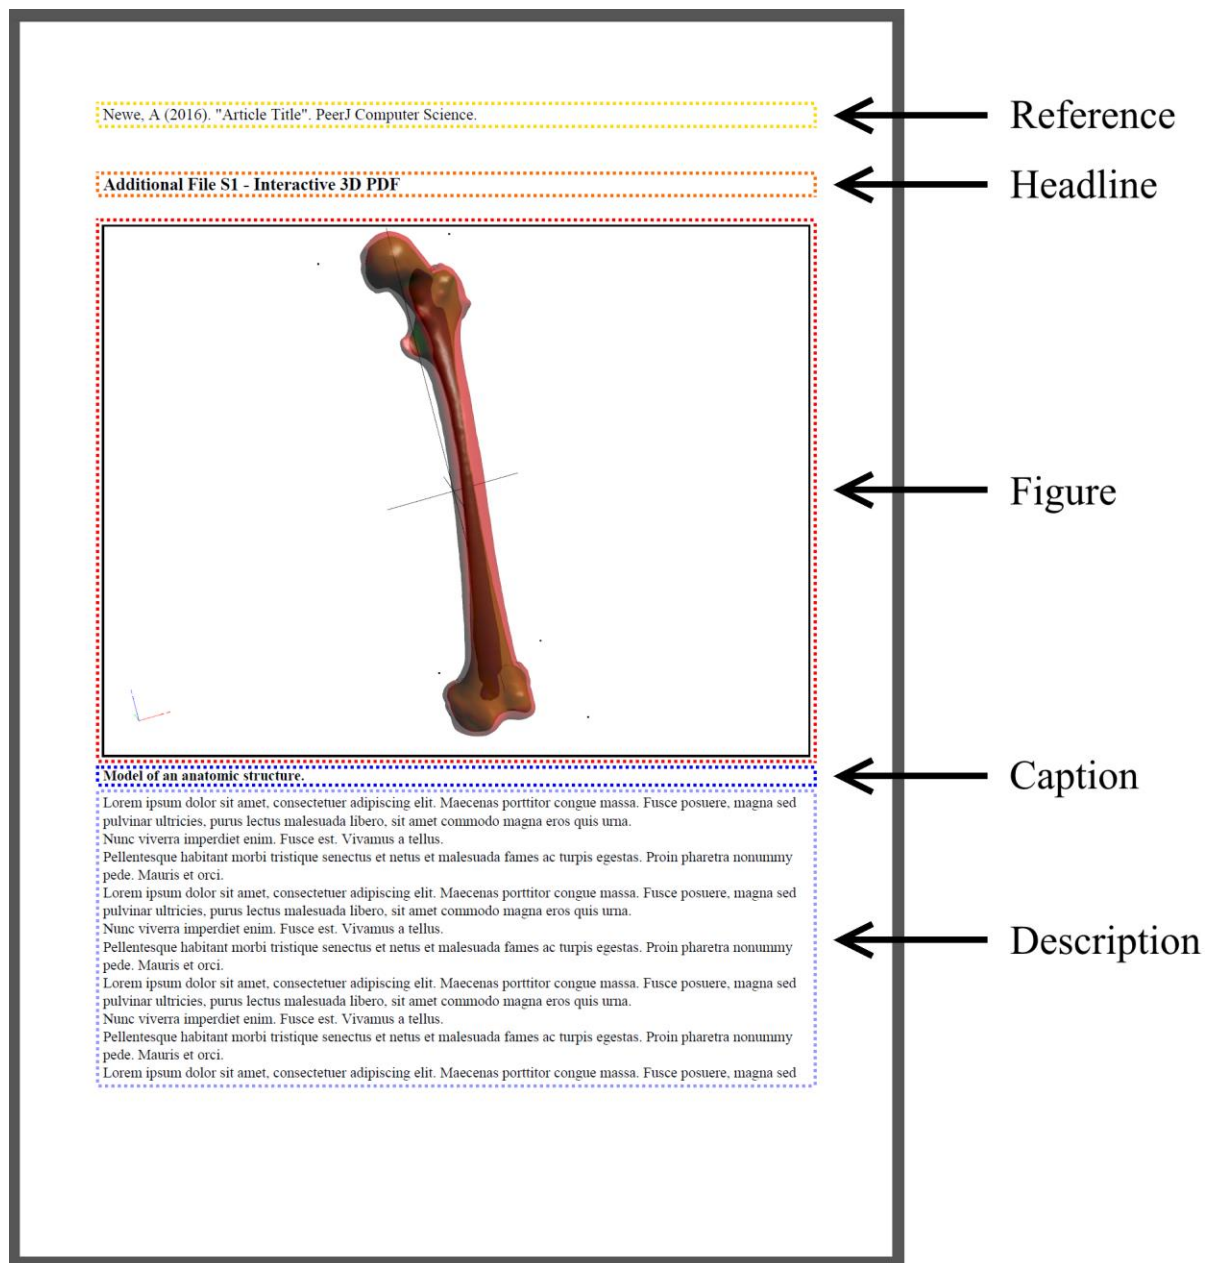 Newe, A (2016). "Article Title". PeerJ Computer Science.
Reference
Additional File S1 - Interactive 3D PDF
Headline
Figure
Model of an anatomic structure.
Caption
Lorem ipsum dolor sit amet, consectetuer adipiscing elit. Maecenas porttitor congue massa. Fusce posuere, magna sed
pulvinar ultricies, purus lectus malesuada libero, sit amet commodo magna eros quis urna.
Nunc viverra imperdiet enim. Fusce est. Vivamus a tellus.
Pellentesque habitant morbi tristique senectus et netus et malesuada fames ac turpis egestas. Proin pharetra nonummy
pede. Mauris et orci.
Lorem ipsum dolor sit amet, consectetuer adipiscing elit. Maecenas porttitor congue massa. Fusce posuere, magna sed
pulvinar ultricies, purus lectus malesuada libero, sit amet commodo magna eros quis urna.
Nunc viverra imperdiet enim. Fusce est. Vivamus a tellus.
Pellentesque habitant morbi tristique senectus et netus et malesuada fames ac turpis egestas. Proin pharetra nonummy
pede. Mauris et orci.
Lorem ipsum dolor sit amet, consectetuer adipiscing elit. Maecenas porttitor congue massa. Fusce posuere, magna sed
pulvinar ultricies, purus lectus malesuada libero, sit amet commodo magna eros quis urna.
Nunc viverra imperdiet enim. Fusce est. Vivamus a tellus.
Pellentesque habitant morbi tristique senectus et netus et malesuada fames ac turpis egestas. Proin pharetra nonummy
pede. Mauris et orci.
Lorem ipsum dolor sit amet, consectetuer adipiscing elit. Maecenas porttitor congue massa. Fusce posuere, magna sed
Description